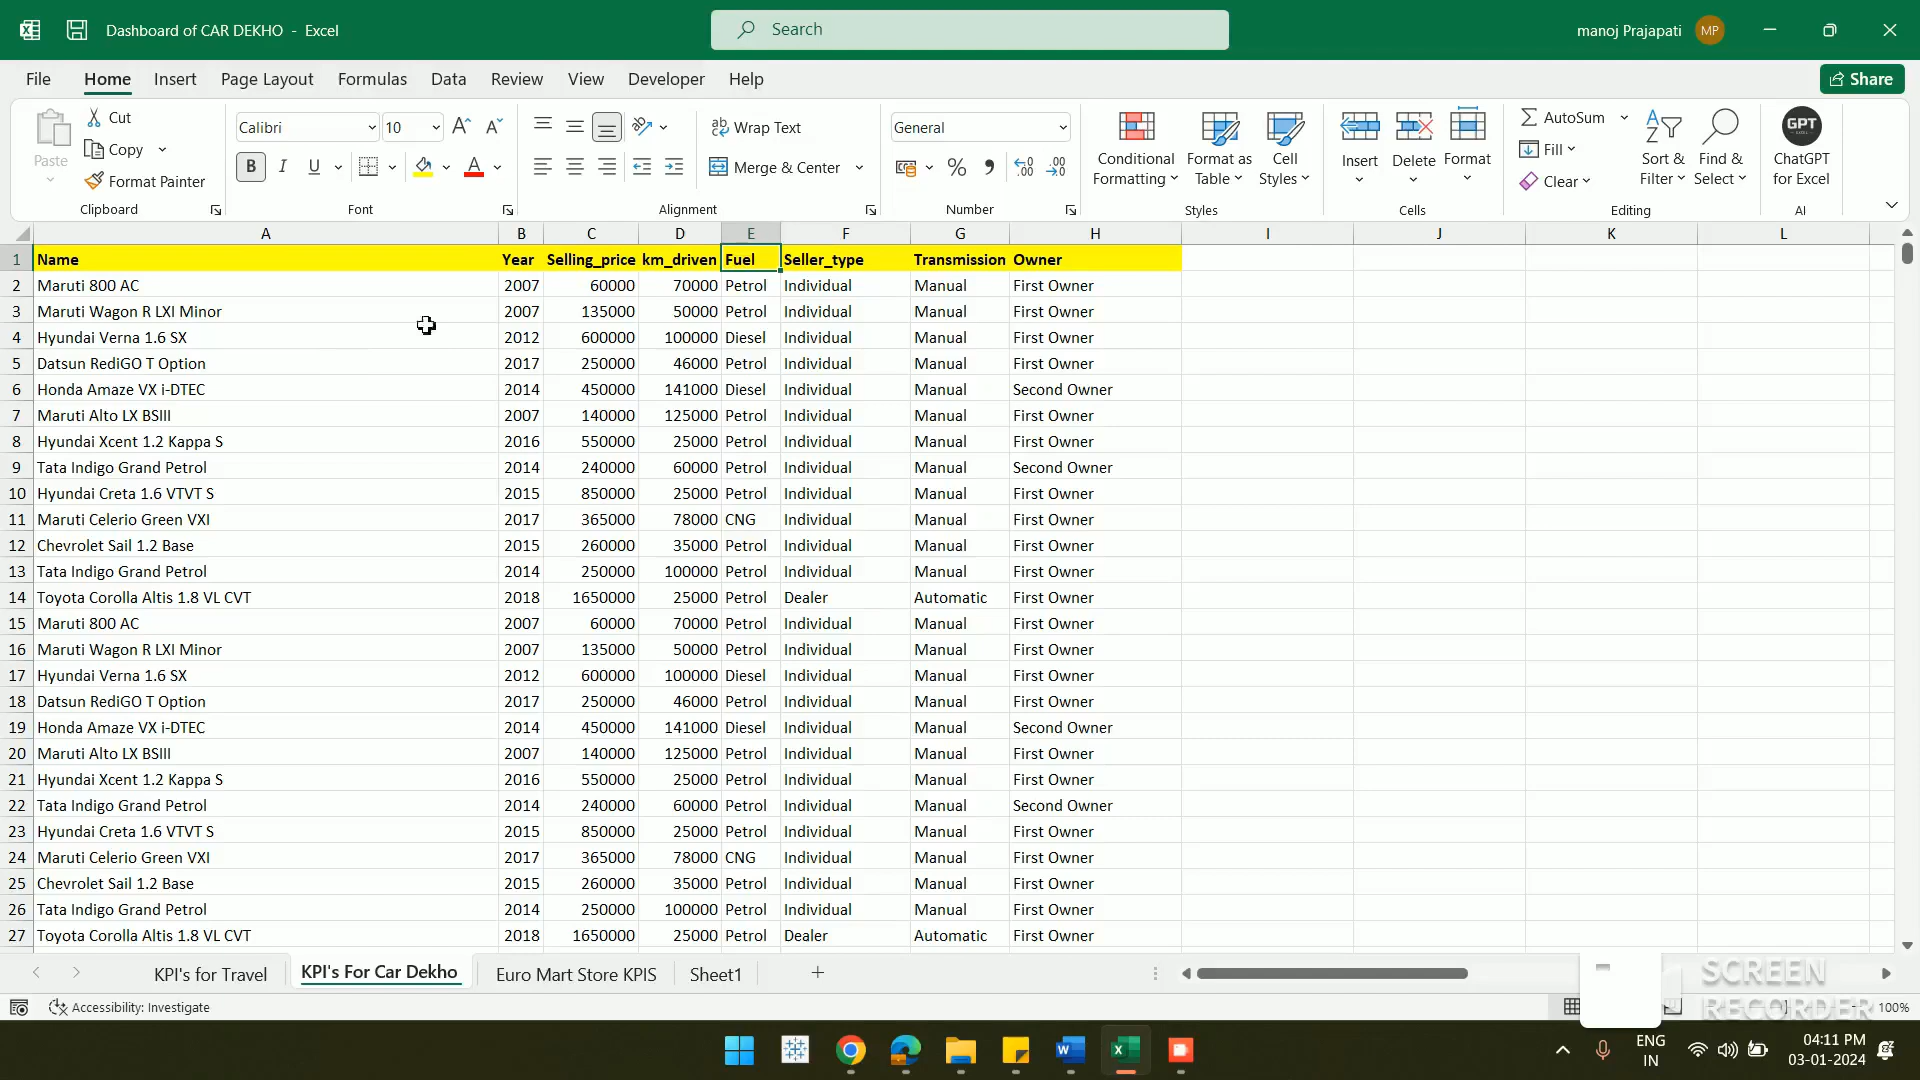 Dashboard of CAR DEKHO - Excel
Search
manoj Prajapati MP
File Home Insert Page Layout Formulas Data Review View Developer Help
Share
Paste
Cut
Copy
Format Painter
Clipboard
Calibri 10
B I U A
Font
Wrap Text
Merge & Center
Alignment
General
Number
Conditional Formatting
Format as Table
Cell Styles
Styles
Insert Delete Format
Cells
AutoSum
Fill
Clear
Sort & Filter
Find & Select
Editing
GPT
ChatGPT for Excel
AI
A B C D E F G H I J K L
1 Name Year Selling_price km_driven Fuel Seller_type Transmission Owner
2 Maruti 800 AC 2007 60000 70000 Petrol Individual Manual First Owner
3 Maruti Wagon R LXI Minor 2007 135000 50000 Petrol Individual Manual First Owner
4 Hyundai Verna 1.6 SX 2012 600000 100000 Diesel Individual Manual First Owner
5 Datsun RediGO T Option 2017 250000 46000 Petrol Individual Manual First Owner
6 Honda Amaze VX i-DTEC 2014 450000 141000 Diesel Individual Manual Second Owner
7 Maruti Alto LX BSIII 2007 140000 125000 Petrol Individual Manual First Owner
8 Hyundai Xcent 1.2 Kappa S 2016 550000 25000 Petrol Individual Manual First Owner
9 Tata Indigo Grand Petrol 2014 240000 60000 Petrol Individual Manual Second Owner
10 Hyundai Creta 1.6 VTVT S 2015 850000 25000 Petrol Individual Manual First Owner
11 Maruti Celerio Green VXI 2017 365000 78000 CNG Individual Manual First Owner
12 Chevrolet Sail 1.2 Base 2015 260000 35000 Petrol Individual Manual First Owner
13 Tata Indigo Grand Petrol 2014 250000 100000 Petrol Individual Manual First Owner
14 Toyota Corolla Altis 1.8 VL CVT 2018 1650000 25000 Petrol Dealer Automatic First Owner
15 Maruti 800 AC 2007 60000 70000 Petrol Individual Manual First Owner
16 Maruti Wagon R LXI Minor 2007 135000 50000 Petrol Individual Manual First Owner
17 Hyundai Verna 1.6 SX 2012 600000 100000 Diesel Individual Manual First Owner
18 Datsun RediGO T Option 2017 250000 46000 Petrol Individual Manual First Owner
19 Honda Amaze VX i-DTEC 2014 450000 141000 Diesel Individual Manual Second Owner
20 Maruti Alto LX BSIII 2007 140000 125000 Petrol Individual Manual First Owner
21 Hyundai Xcent 1.2 Kappa S 2016 550000 25000 Petrol Individual Manual First Owner
22 Tata Indigo Grand Petrol 2014 240000 60000 Petrol Individual Manual Second Owner
23 Hyundai Creta 1.6 VTVT S 2015 850000 25000 Petrol Individual Manual First Owner
24 Maruti Celerio Green VXI 2017 365000 78000 CNG Individual Manual First Owner
25 Chevrolet Sail 1.2 Base 2015 260000 35000 Petrol Individual Manual First Owner
26 Tata Indigo Grand Petrol 2014 250000 100000 Petrol Individual Manual First Owner
27 Toyota Corolla Altis 1.8 VL CVT 2018 1650000 25000 Petrol Dealer Automatic First Owner
KPI's for Travel KPI's For Car Dekho Euro Mart Store KPIS Sheet1
SCREEN
RECORDER
Accessibility: Investigate
100%
ENG
IN
04:11 PM
03-01-2024